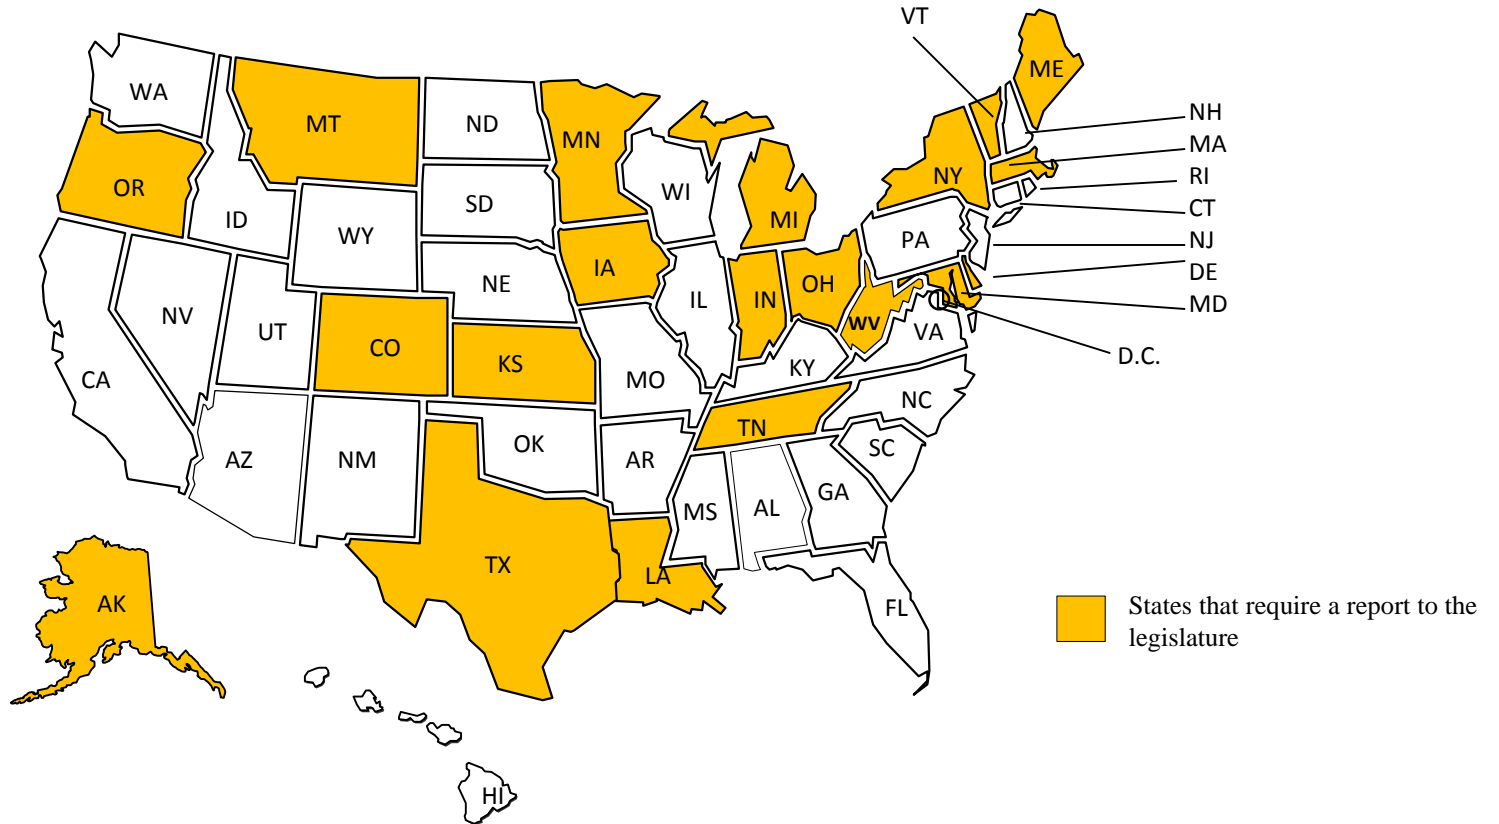 VT
ME
WA
MT
ND
MN
NH
MA
OR
ID
SD
WI
MI
NY
RI
CT
WY
PA
NJ
NE
IA
DE
NV
UT
IL
IN
OH
MD
WV
VA
CO
KS
D.C.
CA
MO
KY
NC
AZ
NM
OK
AR
TN
SC
MS
AL
GA
TX
LA
AK
FL
States that require a report to the
legislature
HI